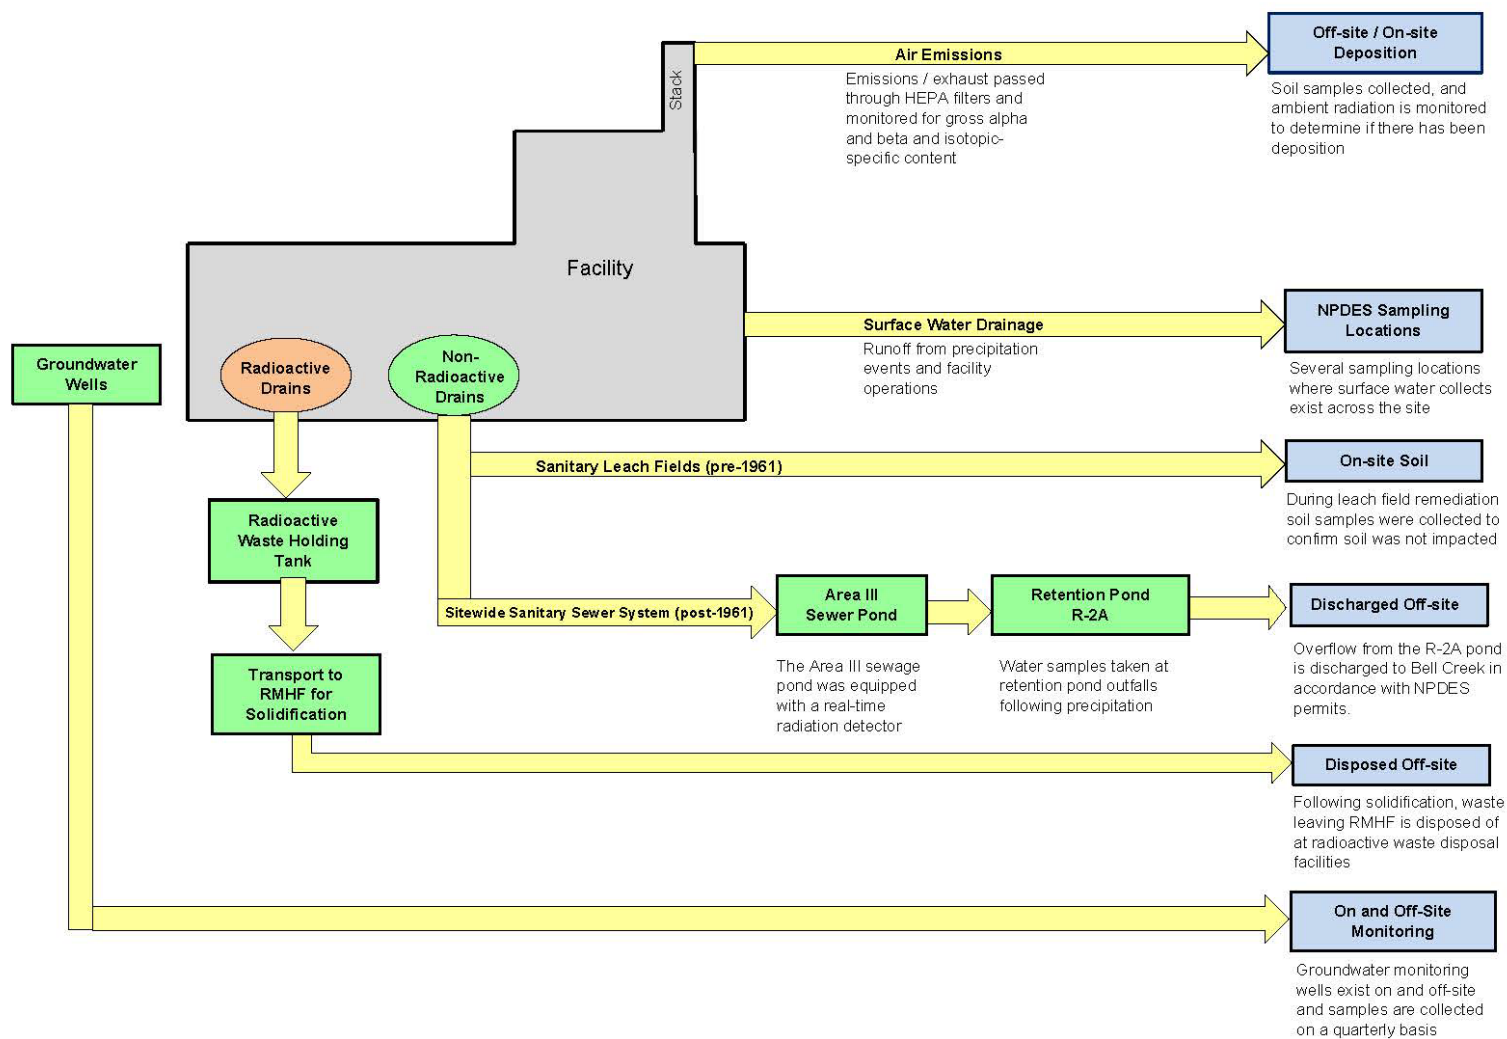 Stack
Air Emissions
Emissions / exhaust passed
through HEPA filters and
monitored for gross alpha
and beta and isotopic-
specific content
Off-site / On-site
Deposition
Soil samples collected, and
ambient radiation is monitored
to determine if there has been
deposition
Facility
Surface Water Drainage
Runoff from precipitation
events and facility
operations
NPDES Sampling
Locations
Several sampling locations
where surface water collects
exist across the site
Groundwater
Wells
Radioactive
Drains
Non-
Radioactive
Drains
Sanitary Leach Fields (pre-1961)
On-site Soil
During leach field remediation
soil samples were collected to
confirm soil was not impacted
Radioactive
Waste Holding
Tank
Sitewide Sanitary Sewer System (post-1961)
Area III
Sewer Pond
The Area III sewage
pond was equipped
with a real-time
radiation detector
Retention Pond
R-2A
Water samples taken at
retention pond outfalls
following precipitation
Discharged Off-site
Overflow from the R-2A pond
is discharged to Bell Creek in
accordance with NPDES
permits.
Transport to
RMHF for
Solidification
Disposed Off-site
Following solidification, waste
leaving RMHF is disposed of
at radioactive waste disposal
facilities
On and Off-Site
Monitoring
Groundwater monitoring
wells exist on and off-site
and samples are collected
on a quarterly basis